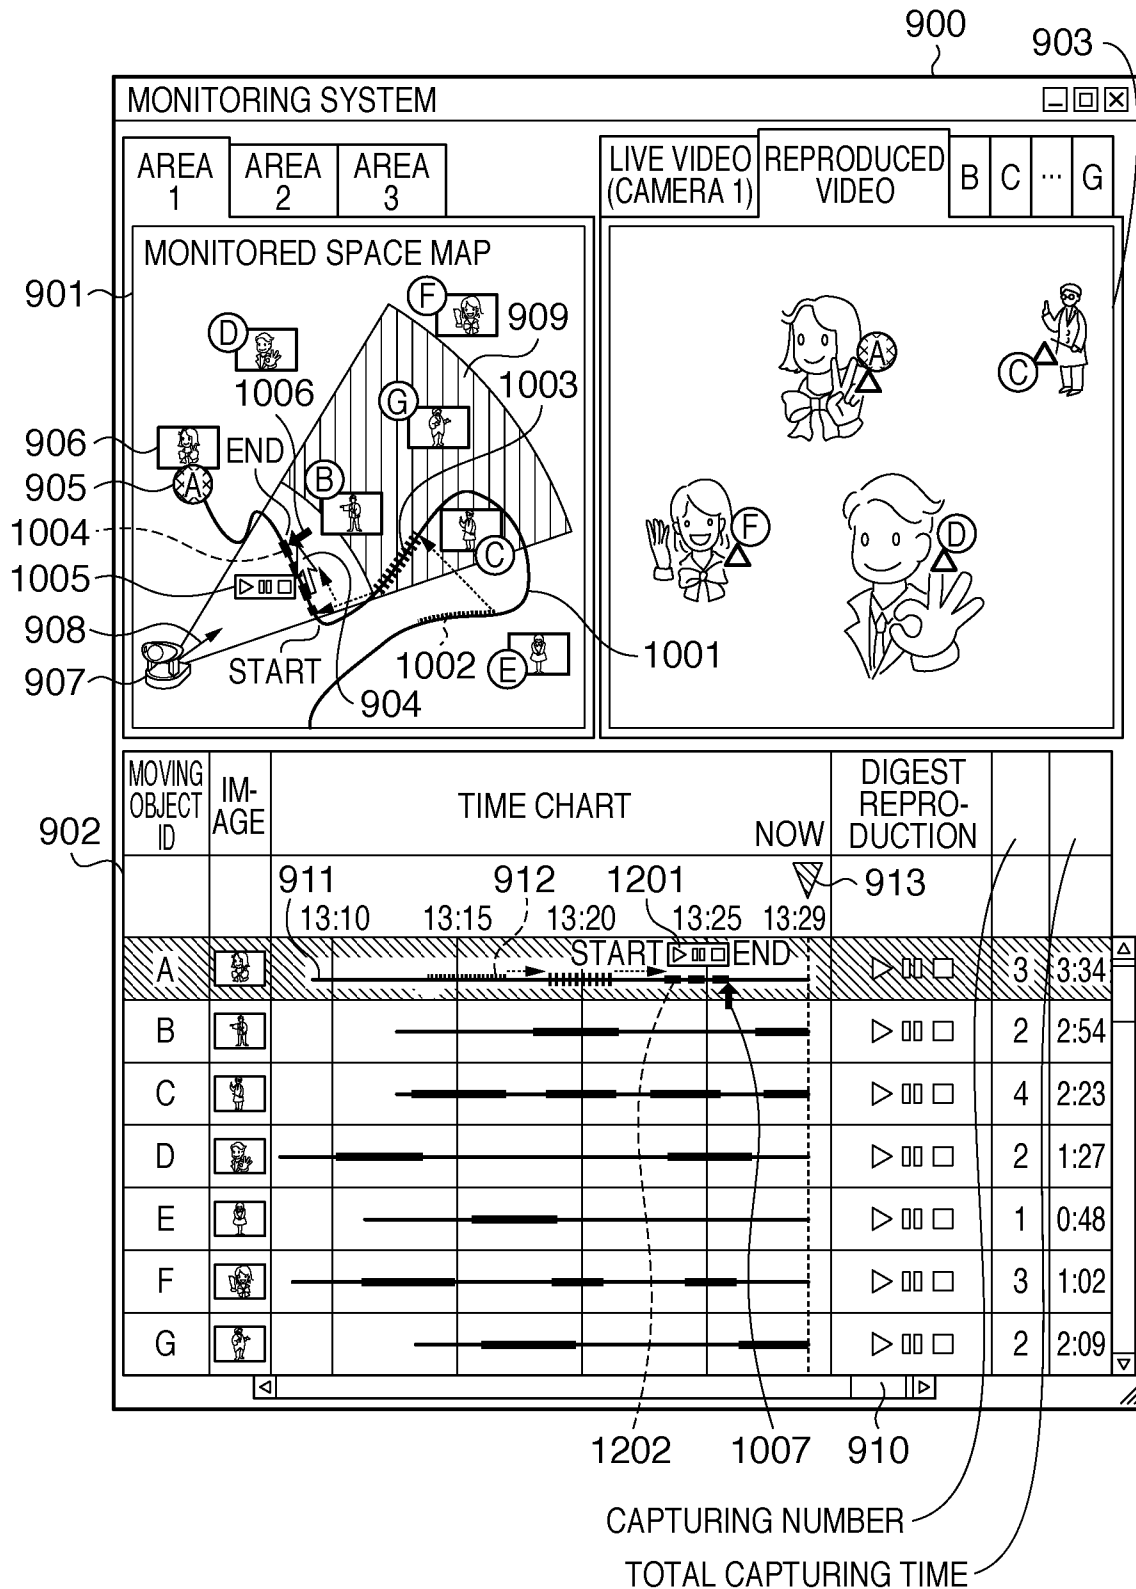 900
903
MONITORING SYSTEM
AREA 1
AREA 2
AREA 3
LIVE VIDEO (CAMERA 1)
REPRODUCED VIDEO
B
C
...
G
MONITORED SPACE MAP
901
F
909
D
1006
1003
G
906
END
B
905
A
1004
C
1005
908
START
1002
E
1001
907
904
A
C
F
D
MOVING OBJECT ID
IM-AGE
TIME CHART
NOW
DIGEST REPRO-DUCTION
902
911
912
1201
913
13:10 13:15 13:20 13:25 13:29
START END
A 3 3:34
B 2 2:54
C 4 2:23
D 2 1:27
E 1 0:48
F 3 1:02
G 2 2:09
1202
1007
910
CAPTURING NUMBER
TOTAL CAPTURING TIME